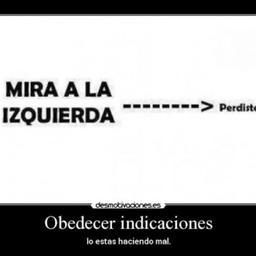 MIRA A LA
IZQUIERDA --------> Perdiste
desmotivaciones.es
Obedecer indicaciones
lo estas haciendo mal.